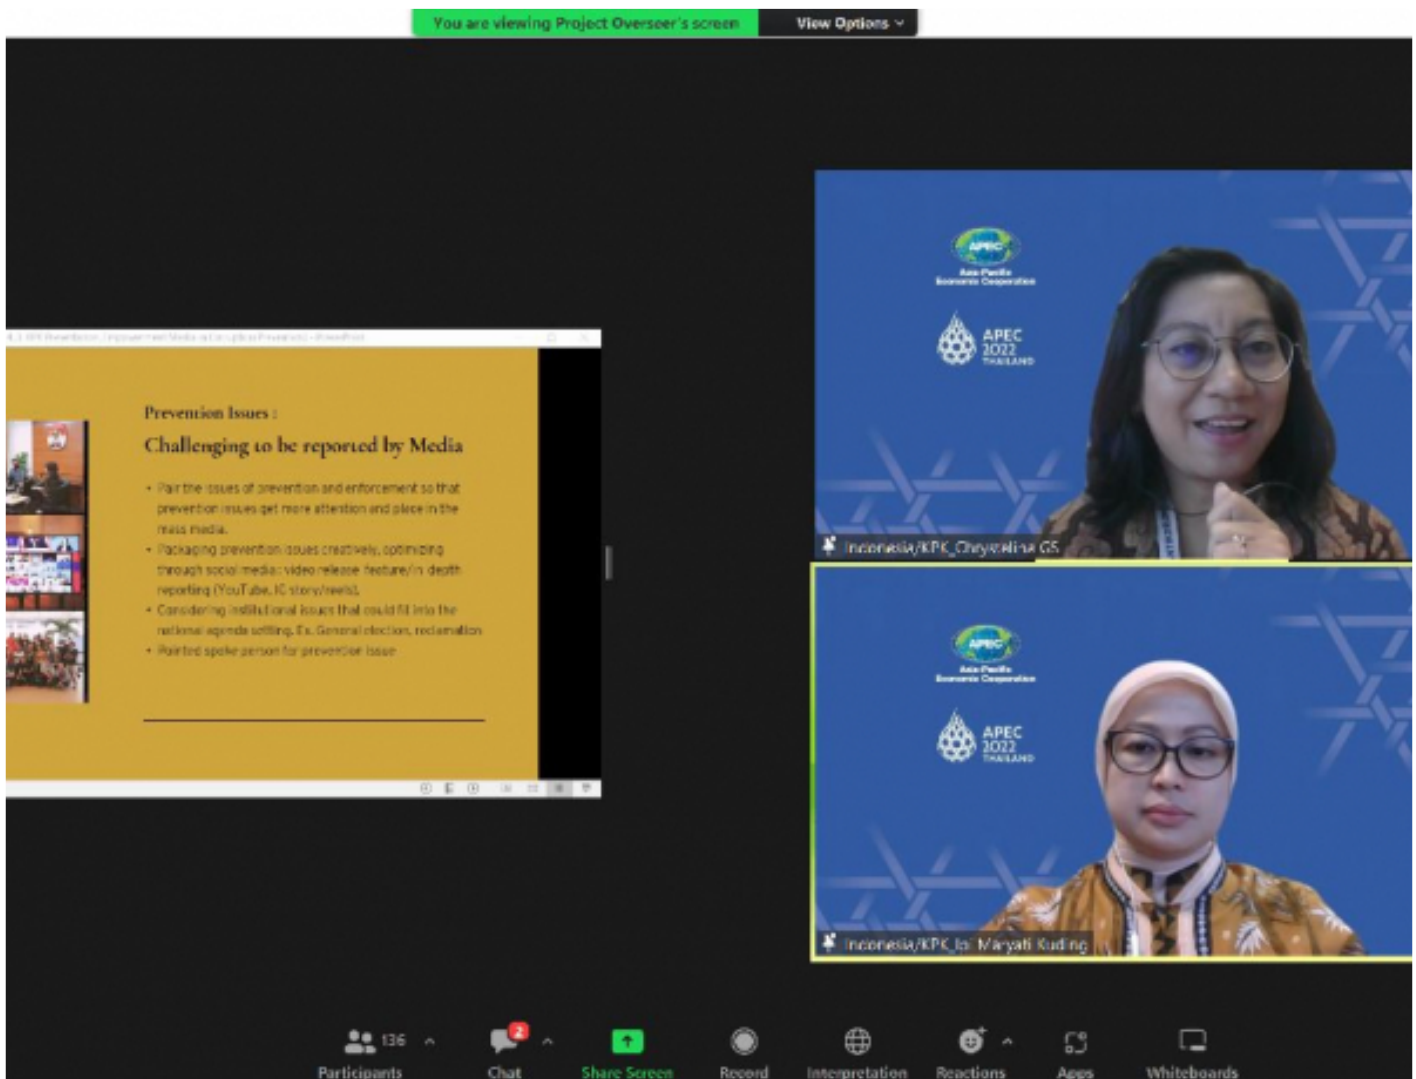 You are viewing Project Overseer's screen
View Options
Prevention Issues :
Challenging to be reported by Media
• Pair the issues of prevention and enforcement so that
prevention issues get more attention and place in the
mass media.
• Packaging prevention issues creatively, optimizing
through social media: video release feature/in depth
reporting (YouTube, IG story/reels).
• Considering institutional issues that could fill into the
national agenda setting. Ex. General election, reclamation
• Pointed spoke person for prevention issue
APEC
Asia-Pacific
Economic Cooperation
APEC
2022
THAILAND
Indonesia/KPK_Chrystelina GS
APEC
Asia-Pacific
Economic Cooperation
APEC
2022
THAILAND
Indonesia/KPK_Ipi Maryati Kuding
136
2
Participants
Chat
Share Screen
Record
Interpretation
Reactions
Apps
Whiteboards